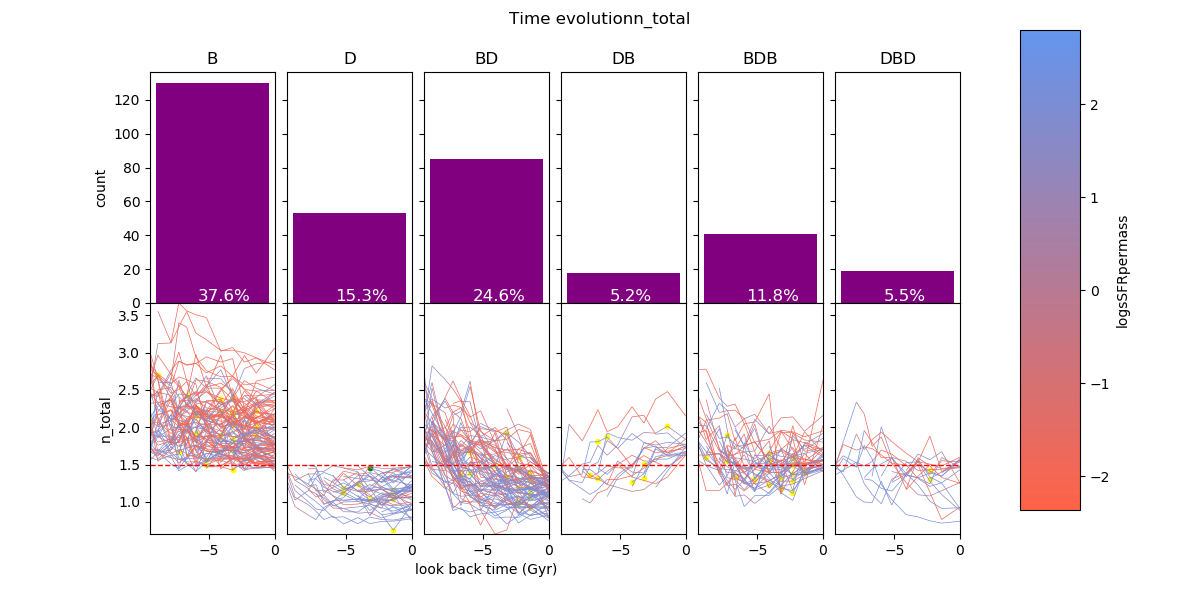 Time evolutionn_total
B D BD DB BDB DBD
120
100
80
60
40
20
0
count
37.6% 15.3% 24.6% 5.2% 11.8% 5.5%
3.5
3.0
2.5
2.0
1.5
1.0
n_total
−5 0 −5 0 −5 0 −5 0 −5 0 −5 0
look back time (Gyr)
2
1
0
−1
−2
logsSFRpermass